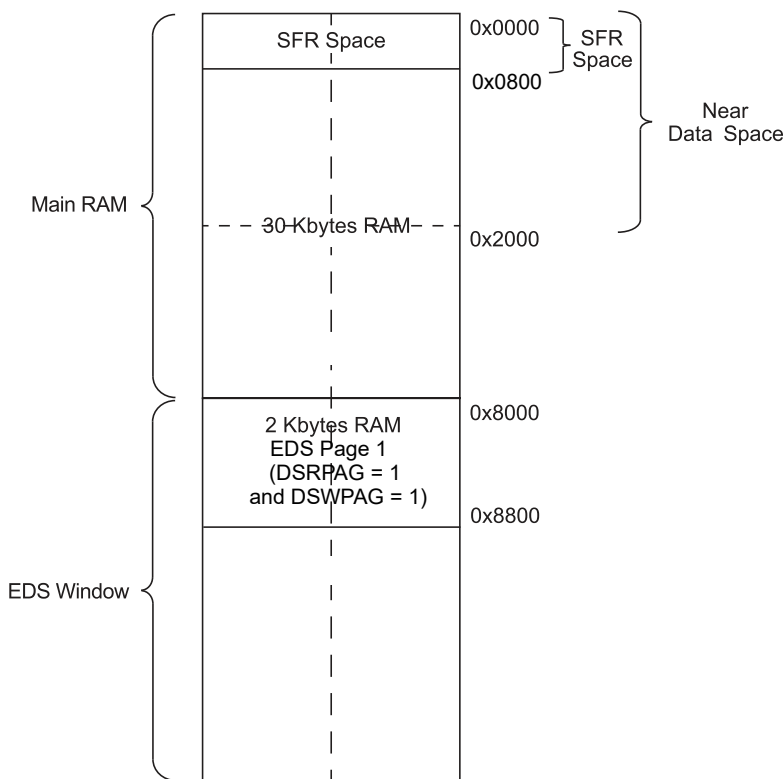 SFR Space
0x0000
SFR
Space
0x0800
Near
Data Space
Main RAM
30 Kbytes RAM
0x2000
0x8000
2 Kbytes RAM
EDS Page 1
(DSRPAG = 1
and DSWPAG = 1)
0x8800
EDS Window